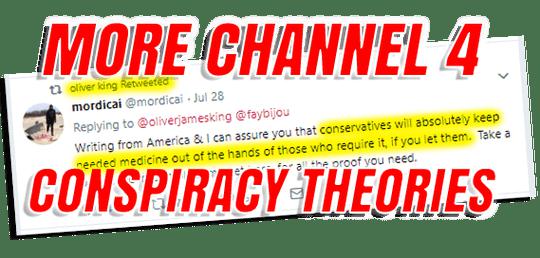 MORE CHANNEL 4
oliver king Retweeted
mordicai @mordicai · Jul 28
Replying to @oliverjamesking @faybijou
Writing from America & I can assure you that conservatives will absolutely keep
needed medicine out of the hands of those who require it, if you let them. Take a
for all the proof you need.
CONSPIRACY THEORIES